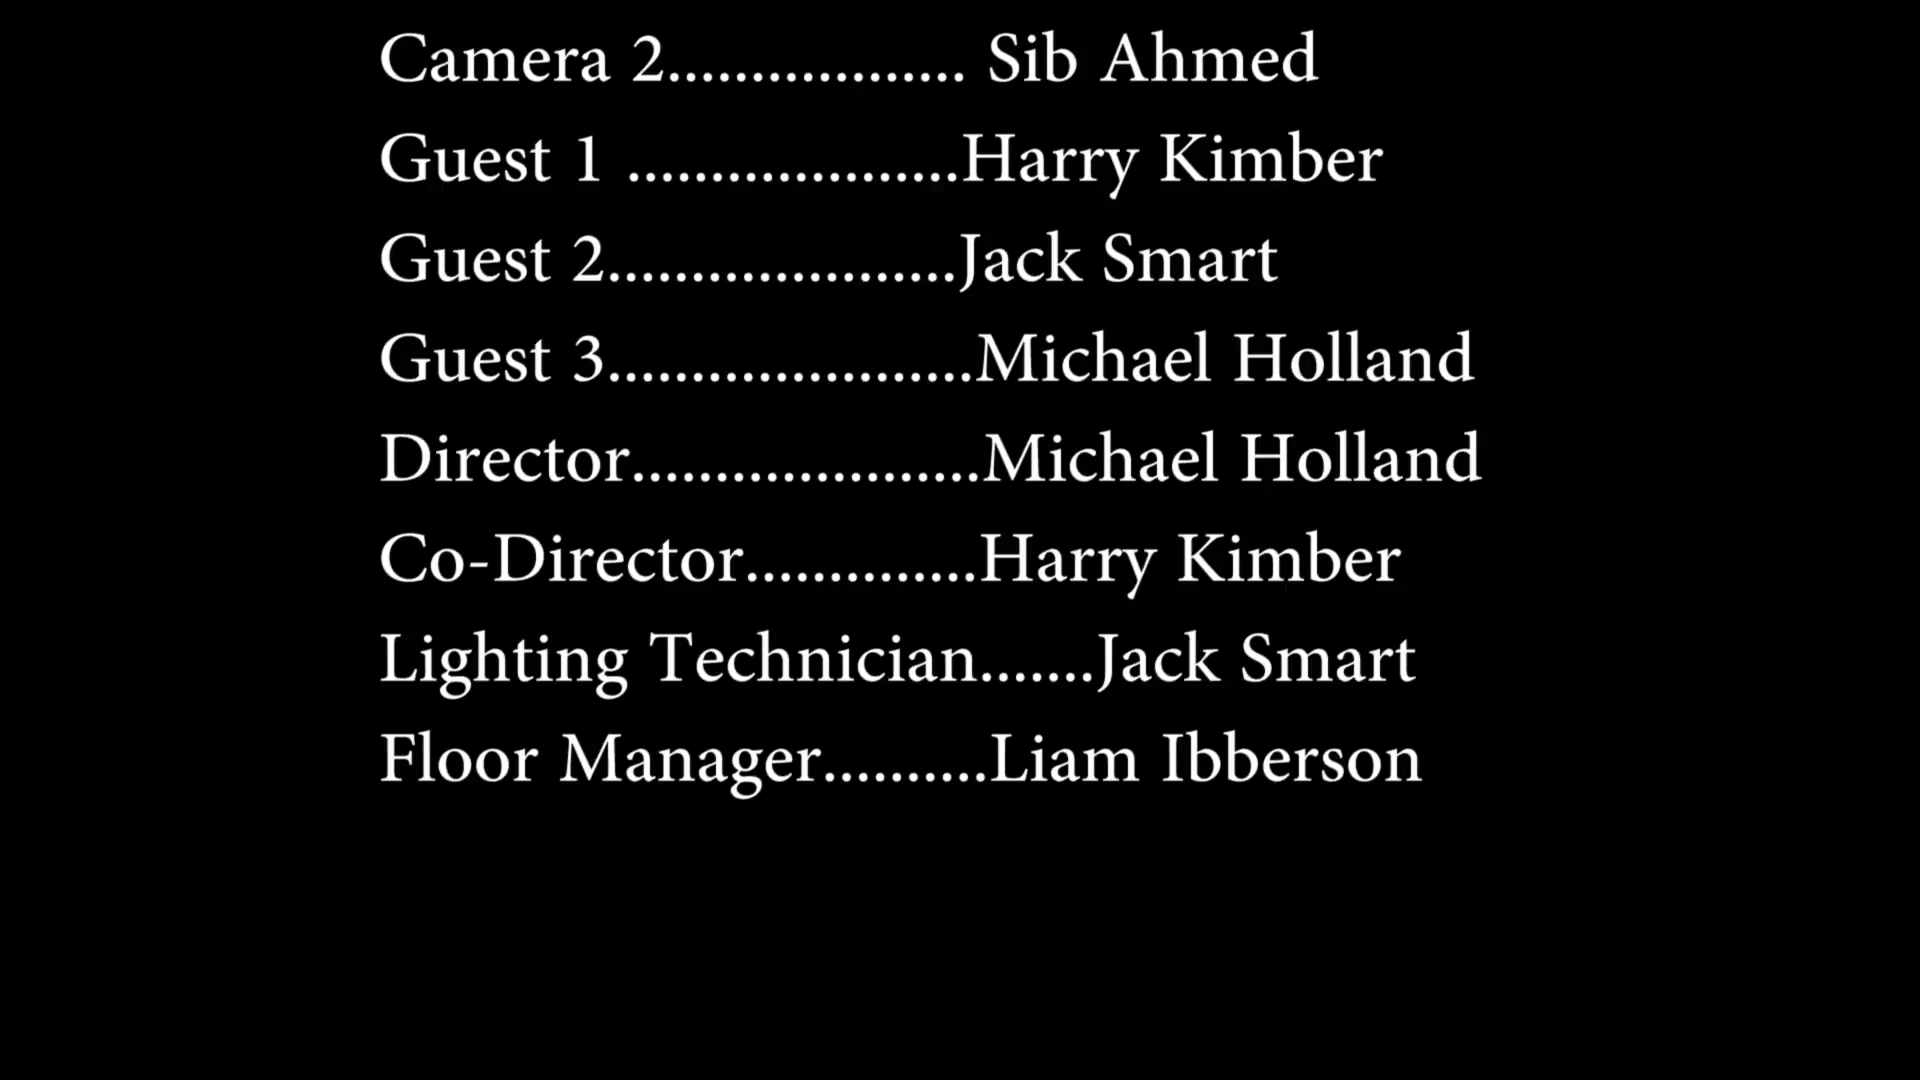 Camera 2.................. Sib Ahmed
Guest 1 ....................Harry Kimber
Guest 2.....................Jack Smart
Guest 3......................Michael Holland
Director.....................Michael Holland
Co-Director..............Harry Kimber
Lighting Technician.......Jack Smart
Floor Manager..........Liam Ibberson